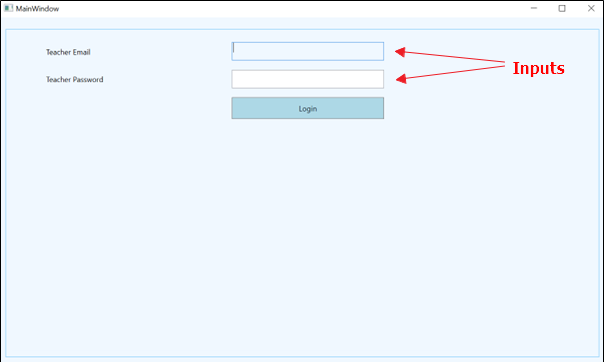 MainWindow
Teacher Email
Inputs
Teacher Password
Login